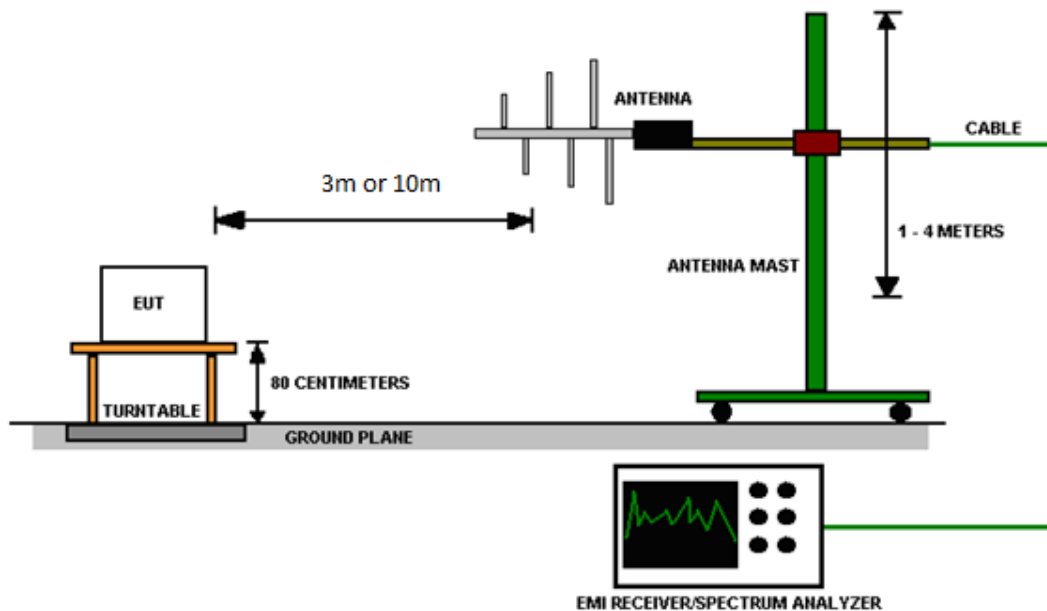 ANTENNA
CABLE
3m or 10m
1 - 4 METERS
ANTENNA MAST
EUT
80 CENTIMETERS
TURNTABLE
GROUND PLANE
EMI RECEIVER/SPECTRUM ANALYZER